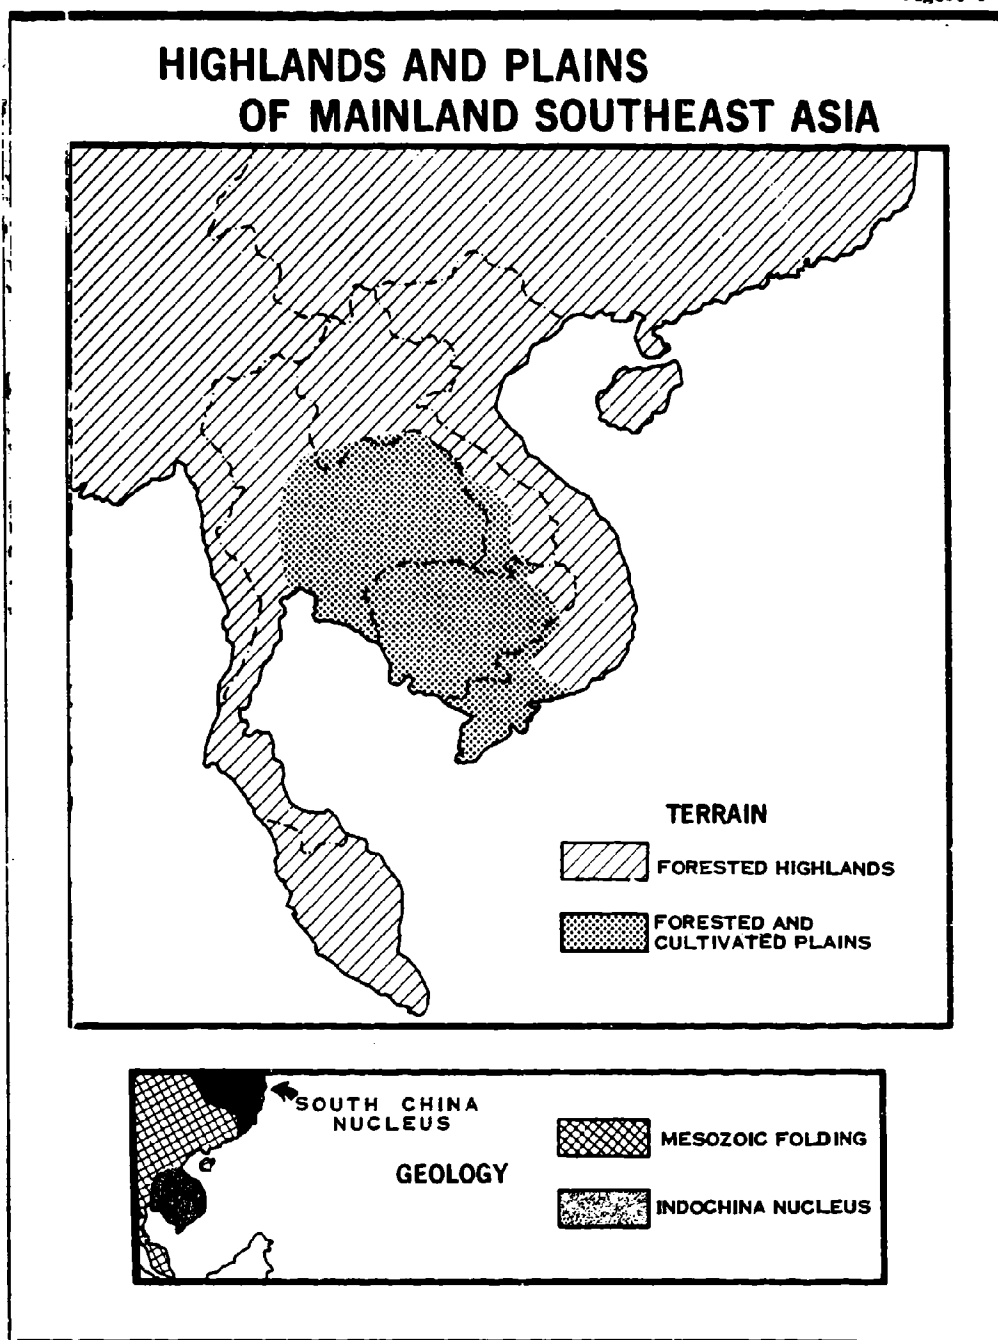 HIGHLANDS AND PLAINS
OF MAINLAND SOUTHEAST ASIA
TERRAIN
FORESTED HIGHLANDS
FORESTED AND
CULTIVATED PLAINS
SOUTH CHINA
NUCLEUS
GEOLOGY
MESOZOIC FOLDING
INDOCHINA NUCLEUS